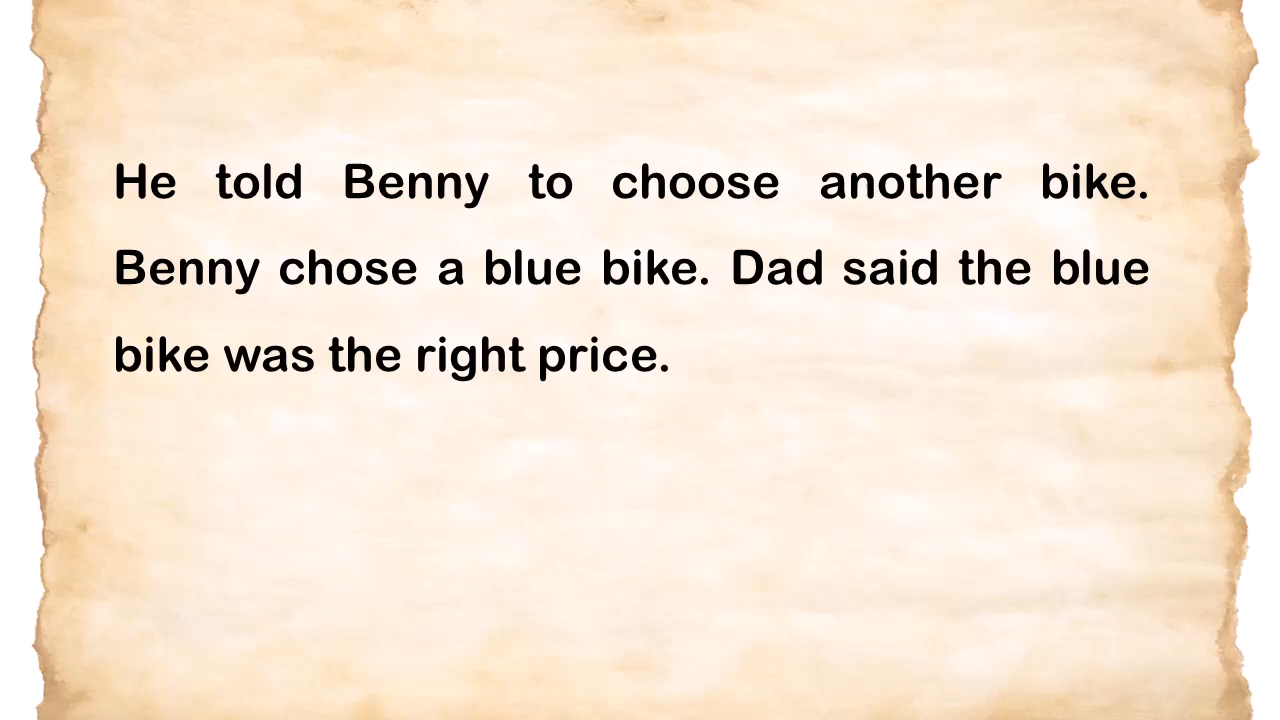 He told Benny to choose another bike.
Benny chose a blue bike. Dad said the blue
bike was the right price.